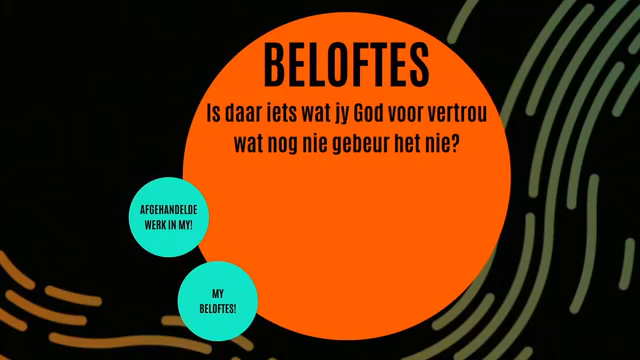 BELOFTES
Is daar iets wat jy God voor vertrou
wat nog nie gebeur het nie?
AFGEHANDELDE
WERK IN MY!
MY
BELOFTES!